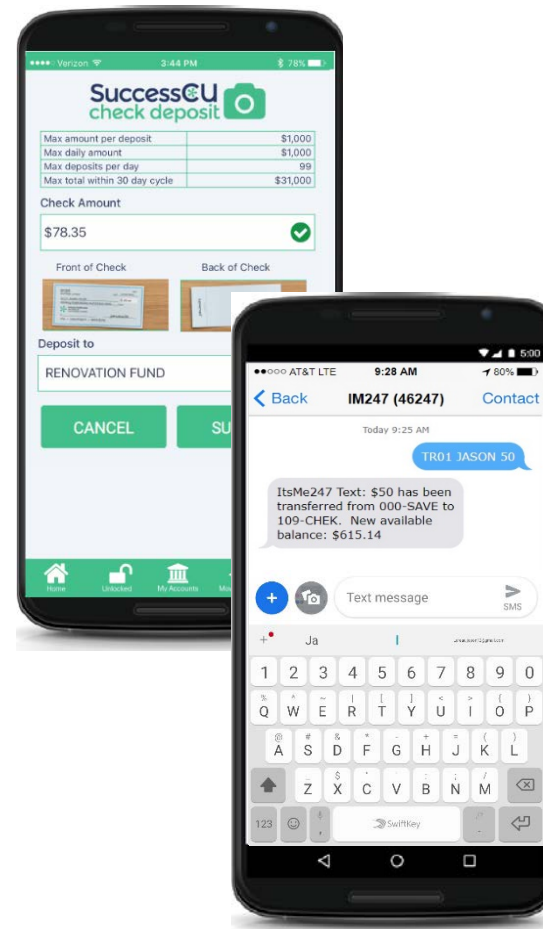 Verizon 3:44 PM 78%
SuccessCU
check deposit
Max amount per deposit $1,000
Max daily amount $1,000
Max deposits per day 99
Max total within 30 day cycle $31,000
Check Amount
$78.35
Front of Check Back of Check
Deposit to
RENOVATION FUND
CANCEL SU
Home Unlocked My Accounts
5:00
AT&T LTE 9:28 AM 80%
Back IM247 (46247) Contact
Today 9:25 AM
TR01 JASON 50
ItsMe247 Text: $50 has been
transferred from 000-SAVE to
109-CHEK. New available
balance: $615.14
+ Text message SMS
+ Ja I
1 2 3 4 5 6 7 8 9 0
% ^ ~ | [ ] < > { }
Q W E R T Y U I O P
@ # & * - + = ( )
A S D F G H J K L
Z X C V B N M
123 SwiftKey